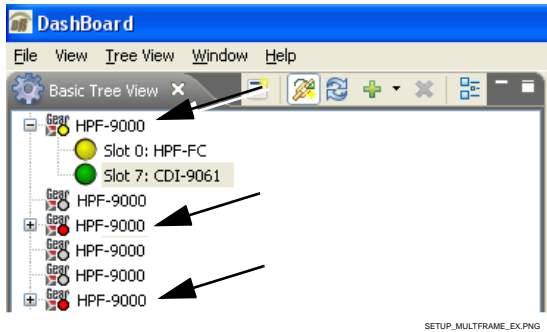 DashBoard
File View Tree View Window Help
Basic Tree View
Gear HPF-9000
Slot 0: HPF-FC
Slot 7: CDI-9061
Gear HPF-9000
Gear HPF-9000
Gear HPF-9000
Gear HPF-9000
Gear HPF-9000
SETUP_MULTFRAME_EX.PNG